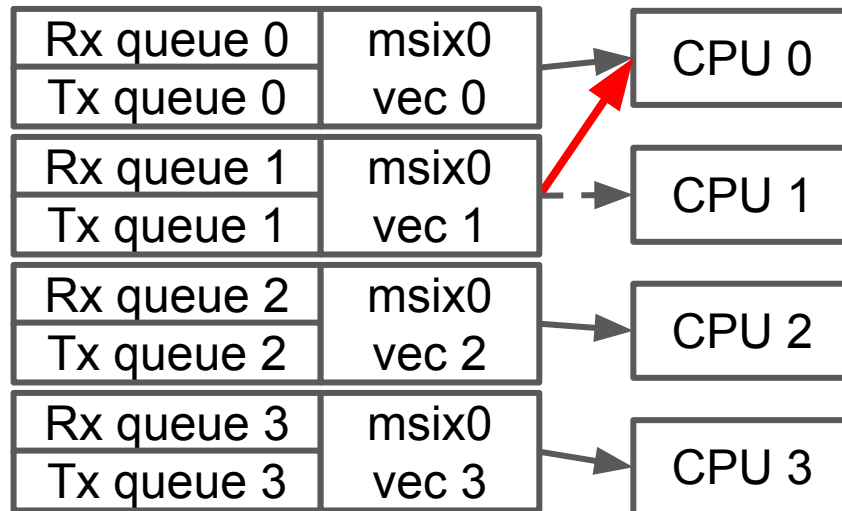 Rx queue 0
Tx queue 0
msix0
vec 0
CPU 0
Rx queue 1
Tx queue 1
msix0
vec 1
CPU 1
Rx queue 2
Tx queue 2
msix0
vec 2
CPU 2
Rx queue 3
Tx queue 3
msix0
vec 3
CPU 3